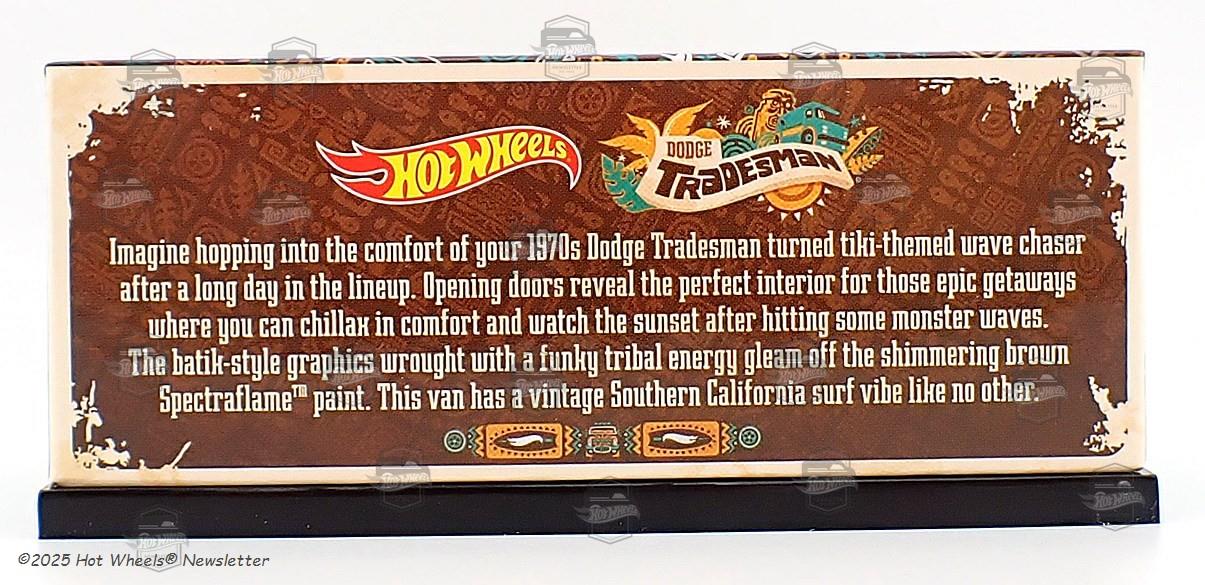 HOT WHEELS
DODGE
TRADESMAN
Imagine hopping into the comfort of your 1970s Dodge Tradesman turned tiki-themed wave chaser
after a long day in the lineup. Opening doors reveal the perfect interior for those epic getaways
where you can chillax in comfort and watch the sunset after hitting some monster waves.
The batik-style graphics wrought with a funky tribal energy gleam off the shimmering brown
Spectraflame™ paint. This van has a vintage Southern California surf vibe like no other.
©2025 Hot Wheels® Newsletter